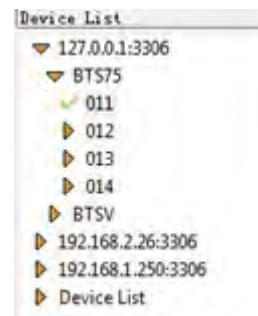 Device List
127.0.0.1:3306
BTS75
011
012
013
014
BTSV
192.168.2.26:3306
192.168.1.250:3306
Device List